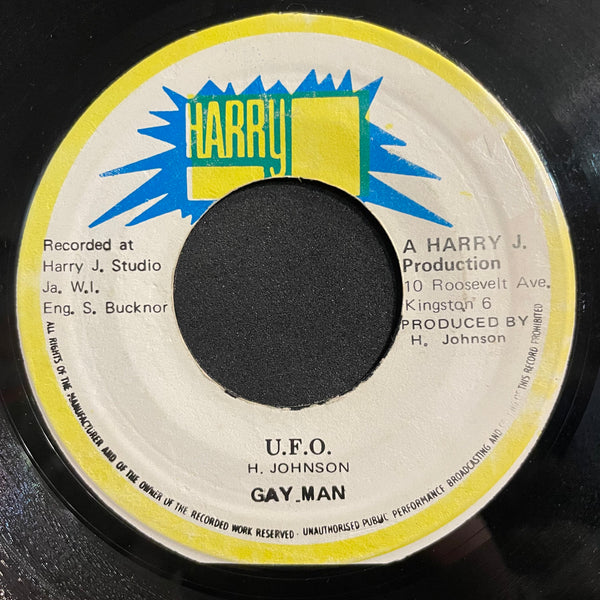 HARRY
Recorded at
Harry J. Studio
Ja. W.I.
Eng. S. Bucknor
A HARRY J.
Production
10 Roosevelt Ave.
Kingston 6
PRODUCED BY
H. Johnson
U.F.O.
H. JOHNSON
GAY-MAN
ALL RIGHTS OF THE MANUFACTURER AND OF THE OWNER OF THE RECORDED WORK RESERVED · UNAUTHORISED PUBLIC PERFORMANCE BROADCASTING AND OF THIS RECORD PROHIBITED